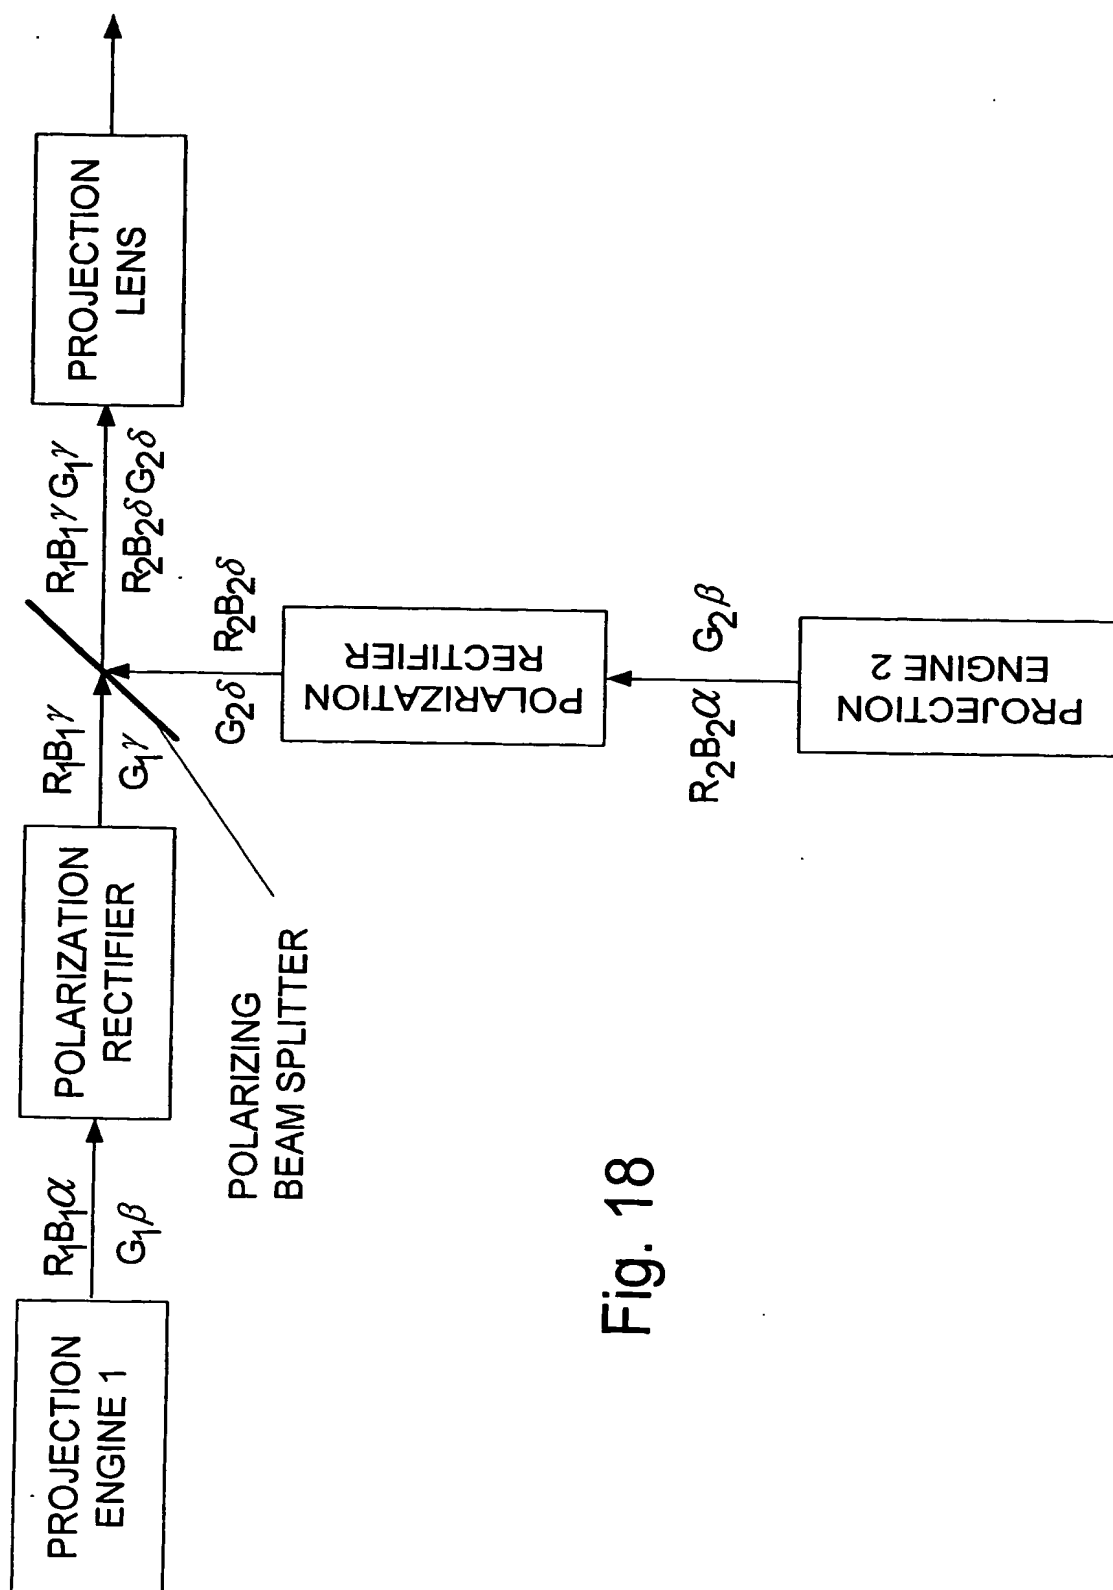 PROJECTION
ENGINE 1
R₁B₁α
G₁β
POLARIZATION
RECTIFIER
R₁B₁γ
G₁γ
R₁B₁γG₁γ
R₂B₂δG₂δ
PROJECTION
LENS
POLARIZING
BEAM SPLITTER
G₂δ
R₂B₂δ
POLARIZATION
RECTIFIER
R₂B₂α
G₂β
PROJECTION
ENGINE 2
Fig. 18